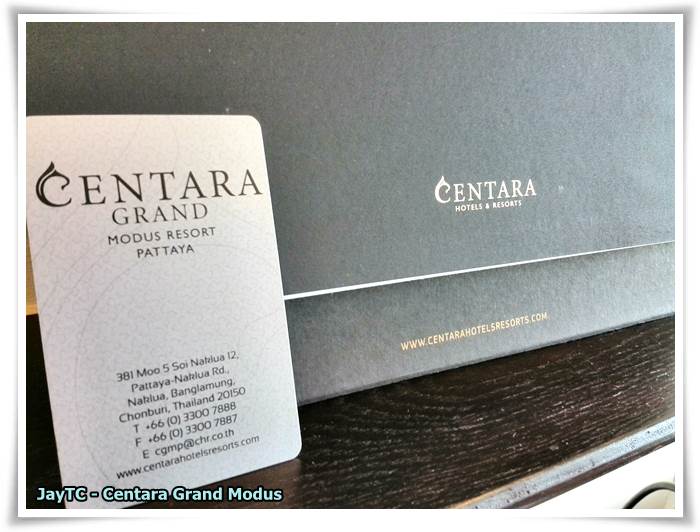 CENTARA
GRAND
MODUS RESORT
PATTAYA
381 Moo 5 Soi Naklua 12,
Pattaya-Naklua Rd.,
Naklua, Banglamung,
Chonburi, Thailand 20150
T +66 (0) 3300 7888
F +66 (0) 3300 7887
E cgmp@chr.co.th
www.centarahotelsresorts.com
CENTARA
HOTELS & RESORTS
WWW.CENTARAHOTELSRESORTS.COM
JayTC - Centara Grand Modus